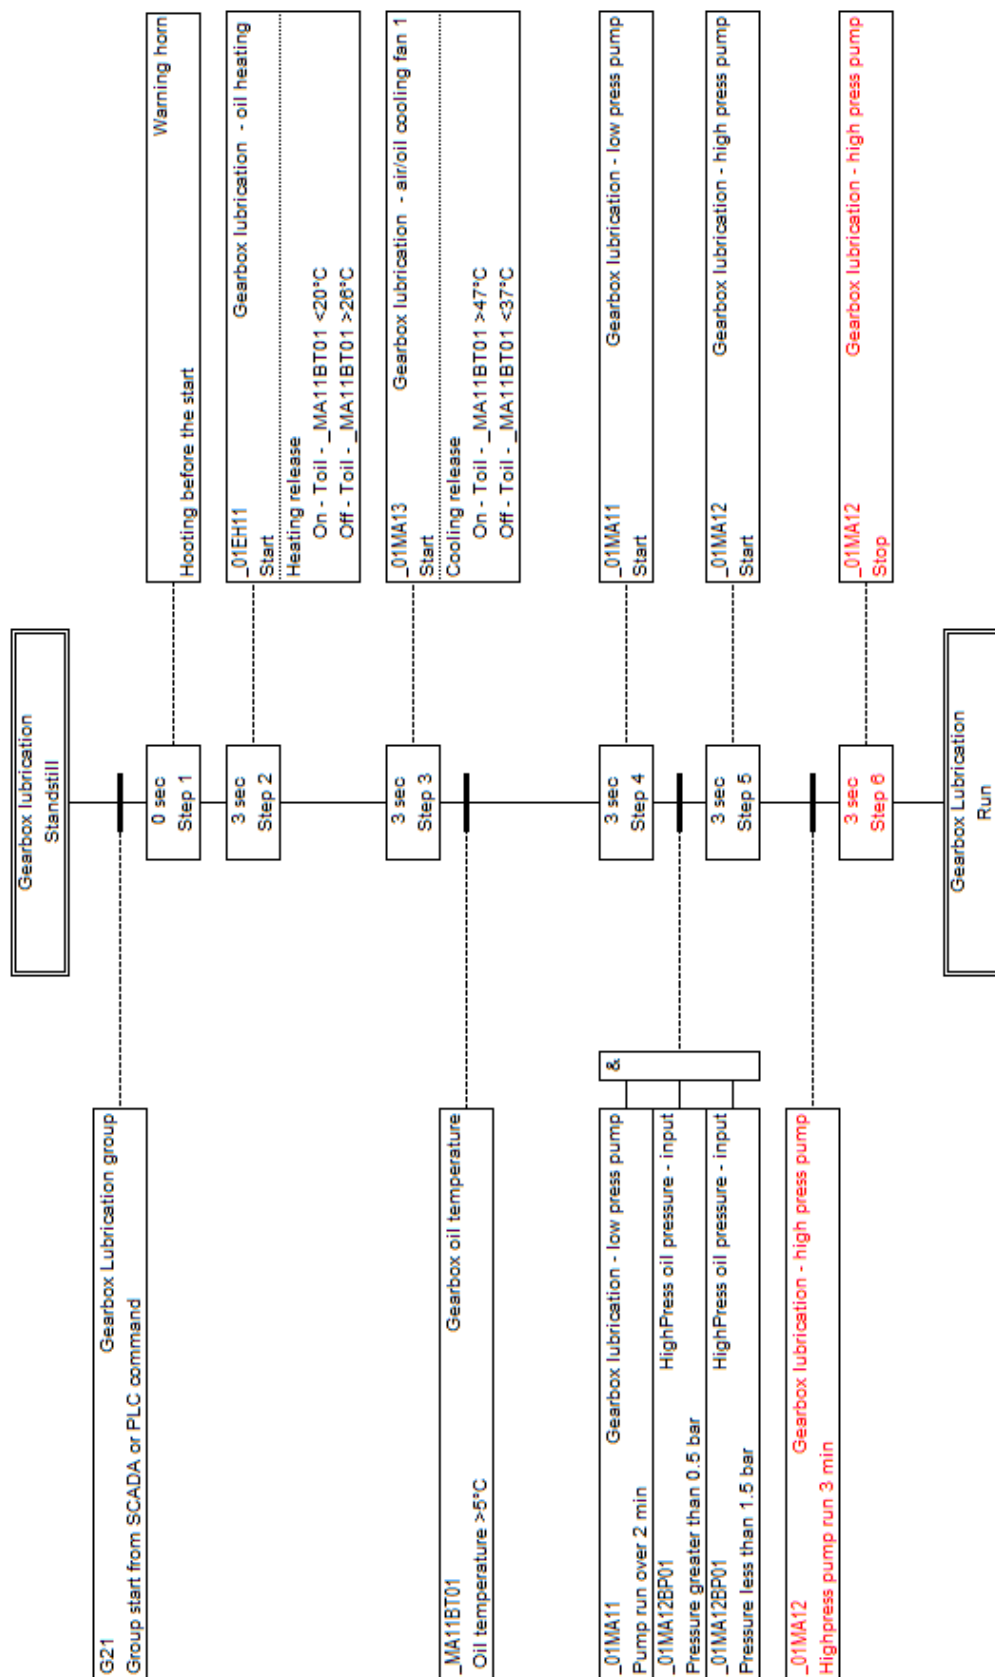 Gearbox lubrication
Standstill
G21 Gearbox Lubrication group
Group start from SCADA or PLC command
0 sec
Step 1
Warning horn
Hooting before the start
3 sec
Step 2
_01EH11 Gearbox lubrication - oil heating
Start
Heating release
On - Toil - _MA11BT01 <20°C
Off - Toil - _MA11BT01 >26°C
3 sec
Step 3
_01MA13 Gearbox lubrication - air/oil cooling fan 1
Start
Cooling release
On - Toil - _MA11BT01 >47°C
Off - Toil - _MA11BT01 <37°C
_MA11BT01 Gearbox oil temperature
Oil temperature >5°C
3 sec
Step 4
_01MA11 Gearbox lubrication - low press pump
Start
_01MA11 Gearbox lubrication - low press pump
Pump run over 2 min
_01MA12BP01 HighPress oil pressure - input
Pressure greater than 0.5 bar
_01MA12BP01 HighPress oil pressure - input
Pressure less than 1.5 bar
&
3 sec
Step 5
_01MA12 Gearbox lubrication - high press pump
Start
_01MA12 Gearbox lubrication - high press pump
Highpress pump run 3 min
3 sec
Step 6
_01MA12 Gearbox lubrication - high press pump
Stop
Gearbox Lubrication
Run